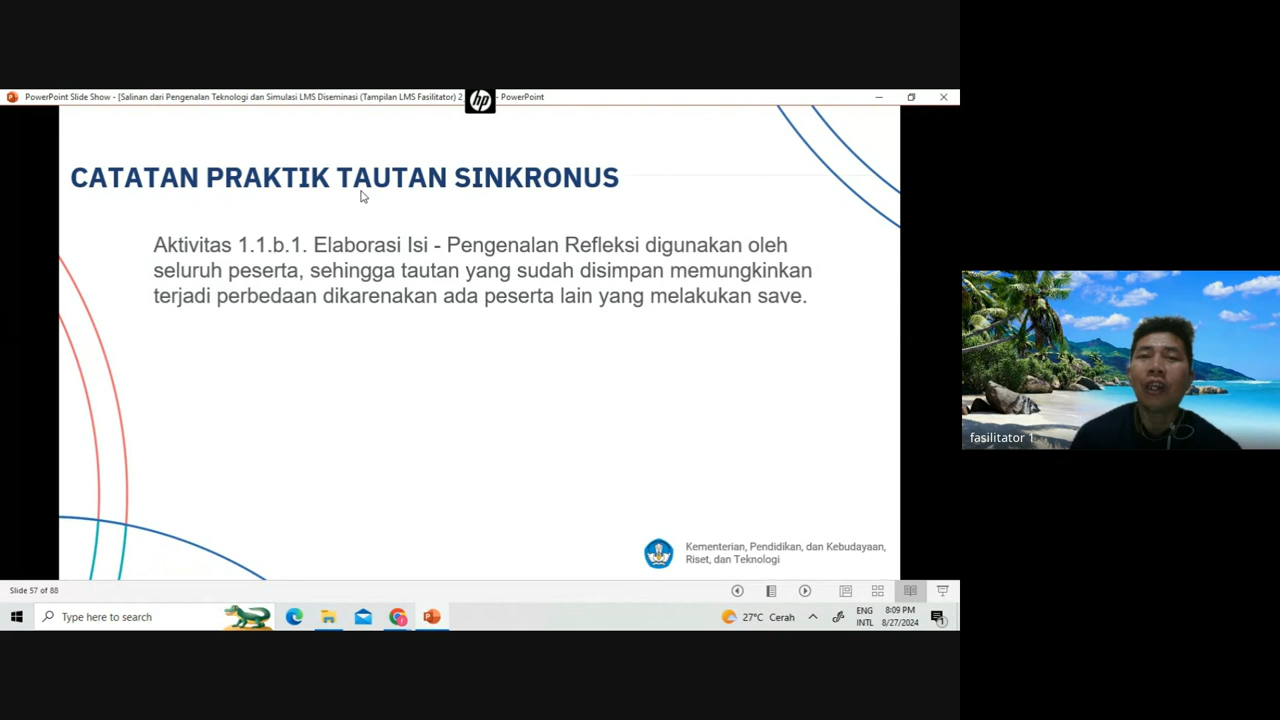 PowerPoint Slide Show - [Salinan dari Pengenalan Teknologi dan Simulasi LMS Diseminasi (Tampilan LMS Fasilitator) 2 - PowerPoint
hp
CATATAN PRAKTIK TAUTAN SINKRONUS
Aktivitas 1.1.b.1. Elaborasi Isi - Pengenalan Refleksi digunakan oleh
seluruh peserta, sehingga tautan yang sudah disimpan memungkinkan
terjadi perbedaan dikarenakan ada peserta lain yang melakukan save.
fasilitator 1
Kementerian, Pendidikan, dan Kebudayaan,
Riset, dan Teknologi
Slide 57 of 88
Type here to search
27°C Cerah
ENG
INTL
8:09 PM
8/27/2024
1